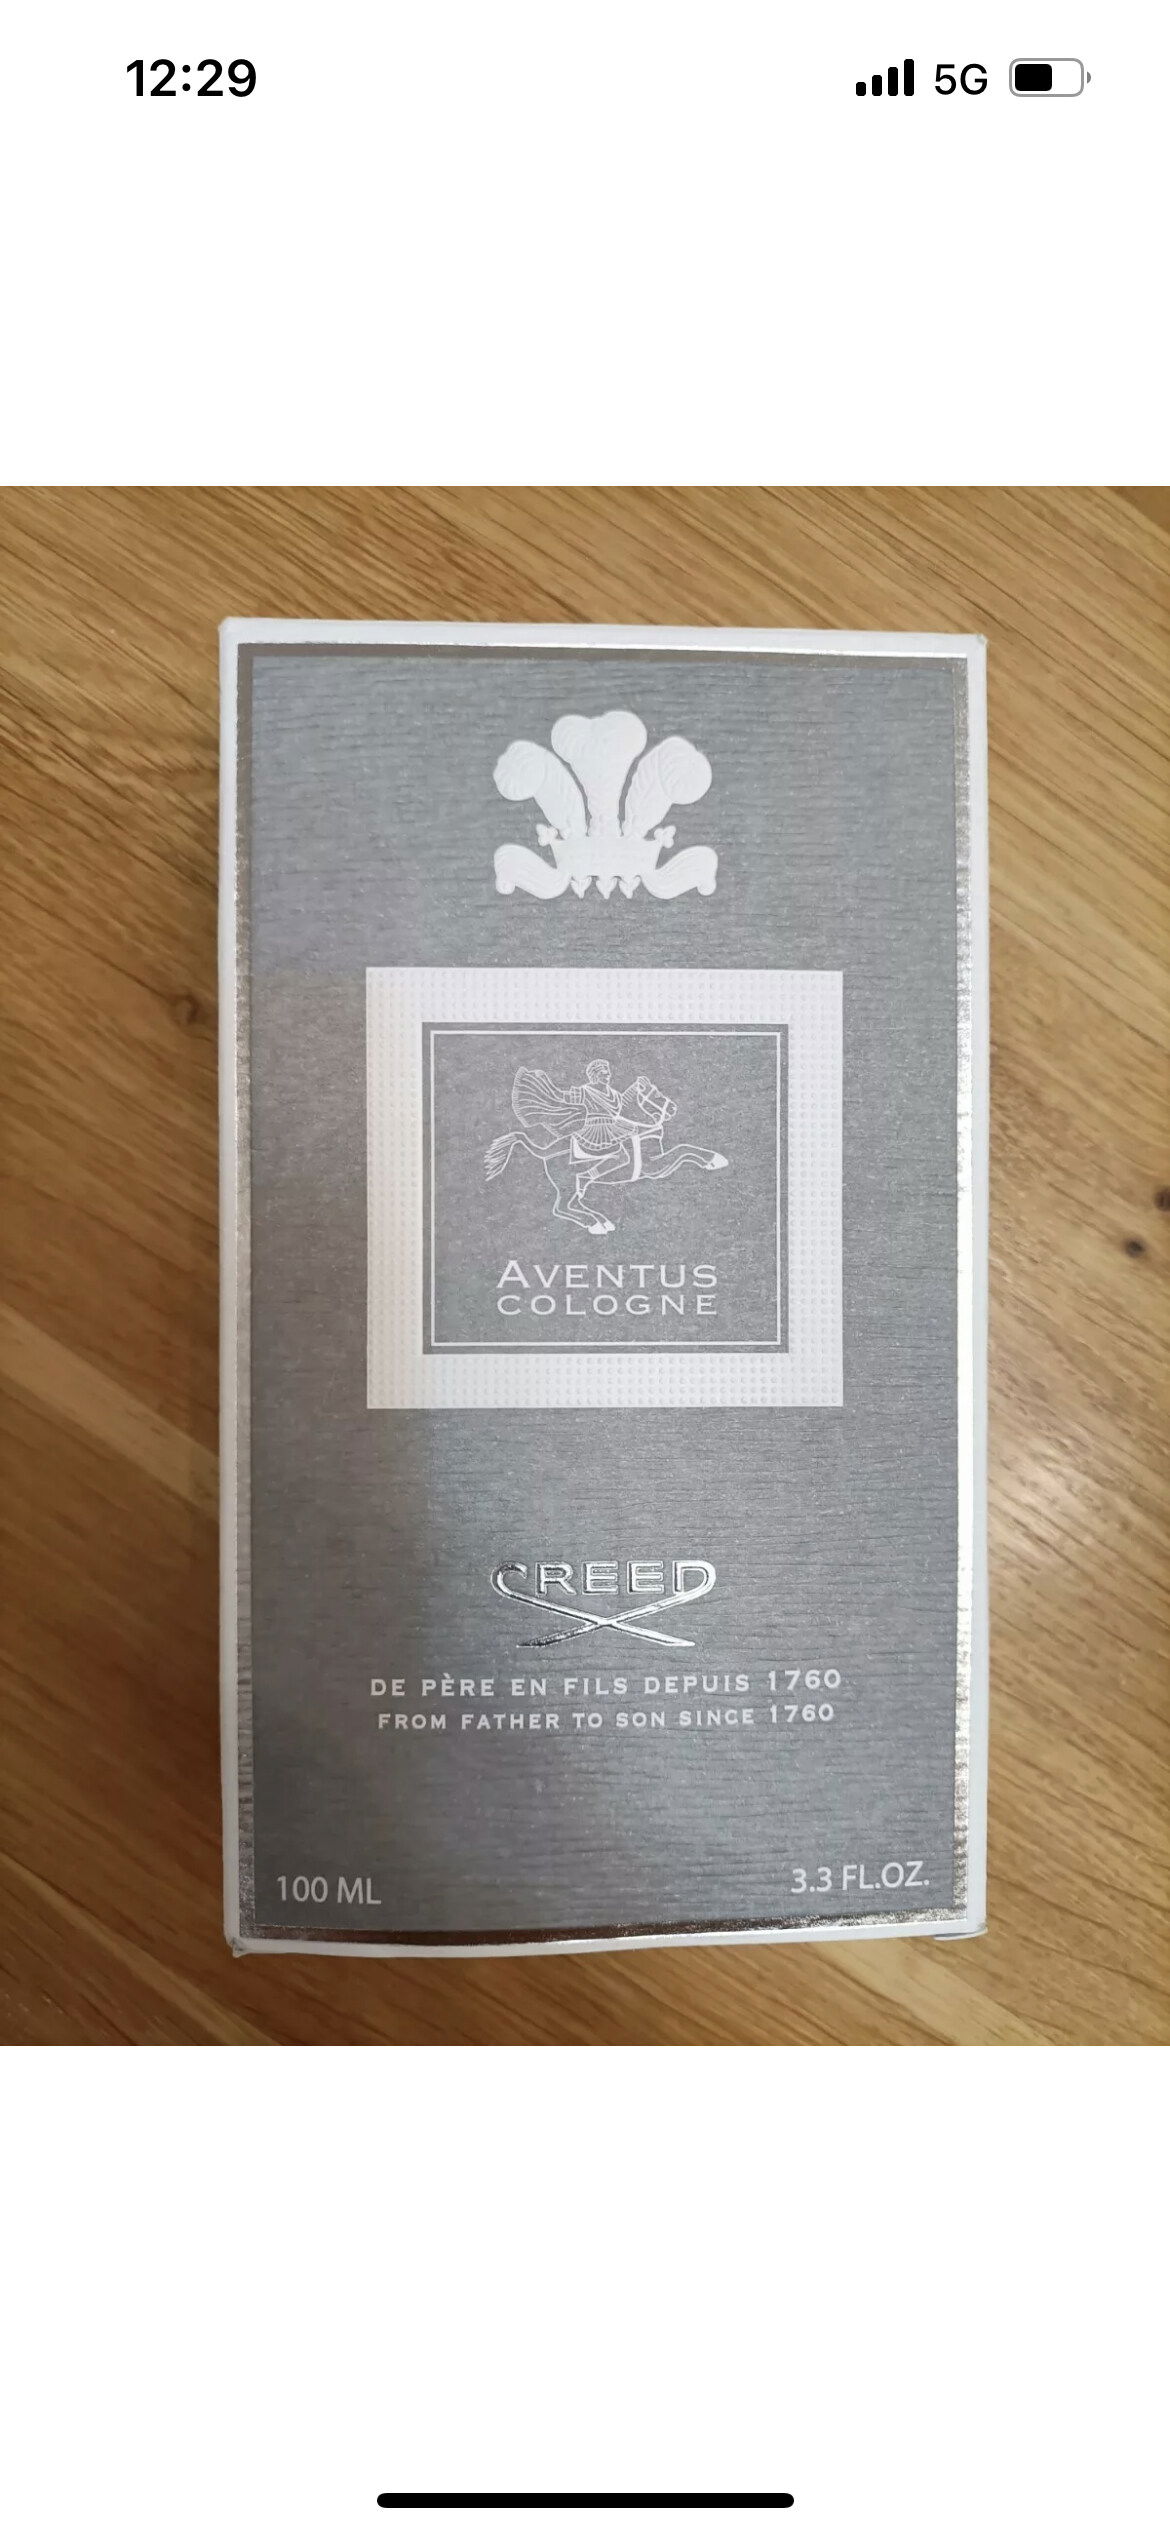 12:29
5G
AVENTUS
COLOGNE
CREED
DE PÈRE EN FILS DEPUIS 1760
FROM FATHER TO SON SINCE 1760
100 ML
3.3 FL.OZ.